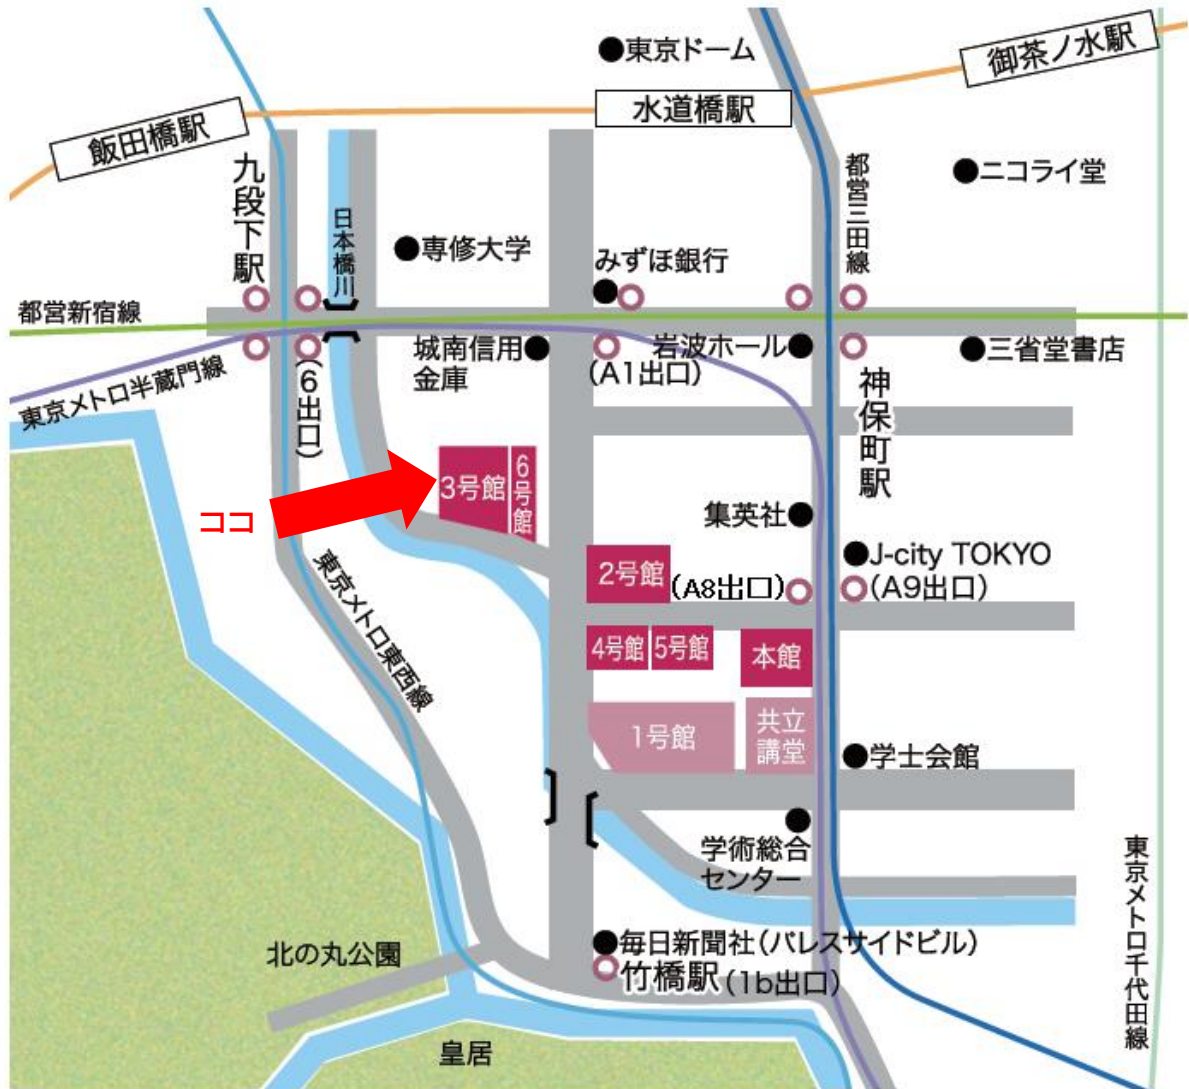 ●東京ドーム
御茶ノ水駅
水道橋駅
飯田橋駅
九段下駅
日本橋川
都営三田線
●ニコライ堂
●専修大学
みずほ銀行
都営新宿線
城南信用●
金庫
(A1出口)
岩波ホール●
●三省堂書店
東京メトロ半蔵門線
(6出口)
神保町駅
3号館
6号館
ココ
集英社●
●J-city TOKYO
(A9出口)
2号館
(A8出口)
東京メトロ東西線
4号館
5号館
本館
1号館
共立
講堂
●学士会館
学術総合
センター
東京メトロ千代田線
●毎日新聞社(パレスサイドビル)
竹橋駅(1b出口)
北の丸公園
皇居